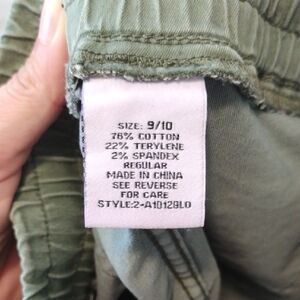 SIZE: 9/10
76% COTTON
22% TERYLENE
2% SPANDEX
REGULAR
MADE IN CHINA
SEE REVERSE
FOR CARE
STYLE:2-A10129LO